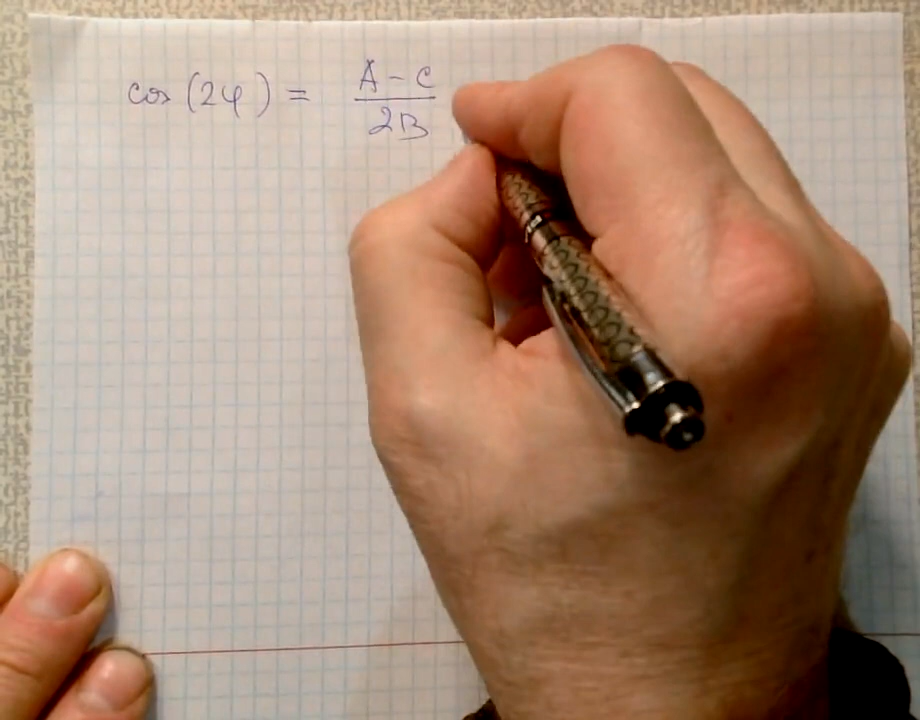 cos (2φ) = A - C / 2B